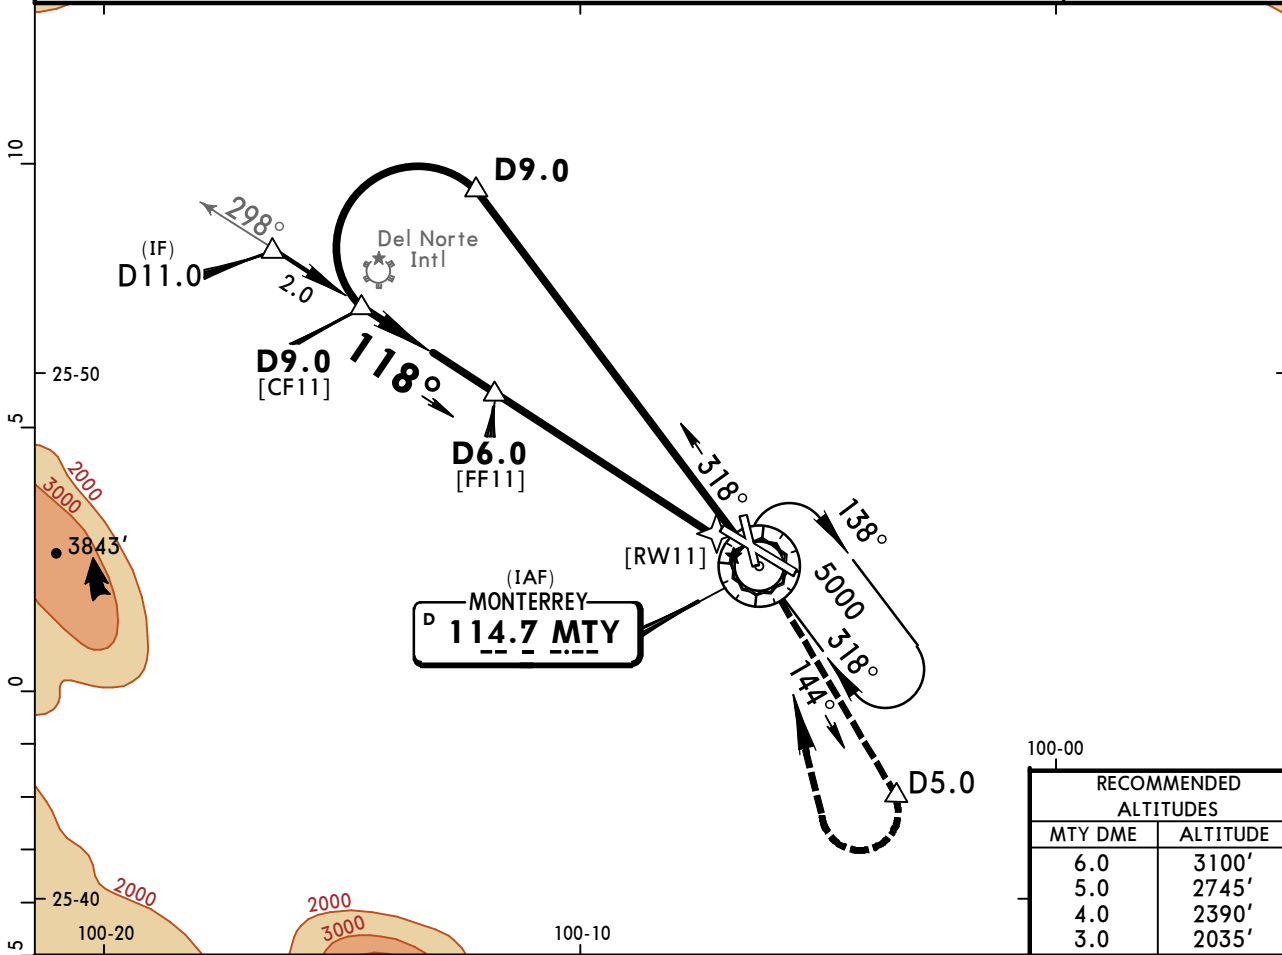 10
D9.0
298°
(IF)
D11.0
2.0
Del Norte
Intl
D9.0
[CF11]
118°
25-50
5
D6.0
[FF11]
2000
3000
3843'
318°
138°
[RW11]
5000
(IAF)
MONTERREY
D 114.7 MTY
318°
144°
0
D5.0
100-00
RECOMMENDED
ALTITUDES
MTY DME ALTITUDE
6.0 3100'
5.0 2745'
4.0 2390'
3.0 2035'
2000
25-40
2000
3000
100-20
100-10
5